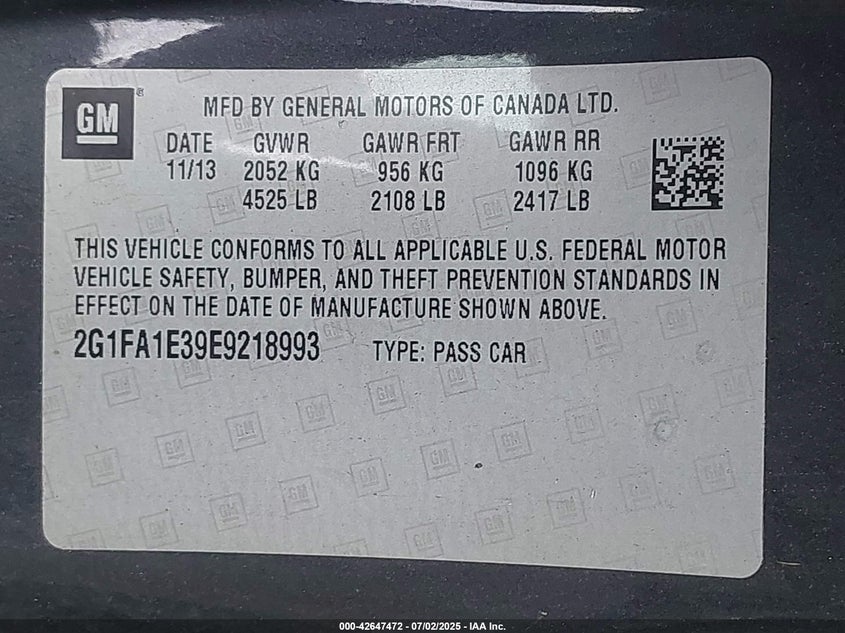 GM®
MFD BY GENERAL MOTORS OF CANADA LTD.
DATE GVWR GAWR FRT GAWR RR
11/13 2052 KG 956 KG 1096 KG
4525 LB 2108 LB 2417 LB
THIS VEHICLE CONFORMS TO ALL APPLICABLE U.S. FEDERAL MOTOR
VEHICLE SAFETY, BUMPER, AND THEFT PREVENTION STANDARDS IN
EFFECT ON THE DATE OF MANUFACTURE SHOWN ABOVE.
2G1FA1E39E9218993 TYPE: PASS CAR
000-42647472 - 07/02/2025 - IAA Inc.